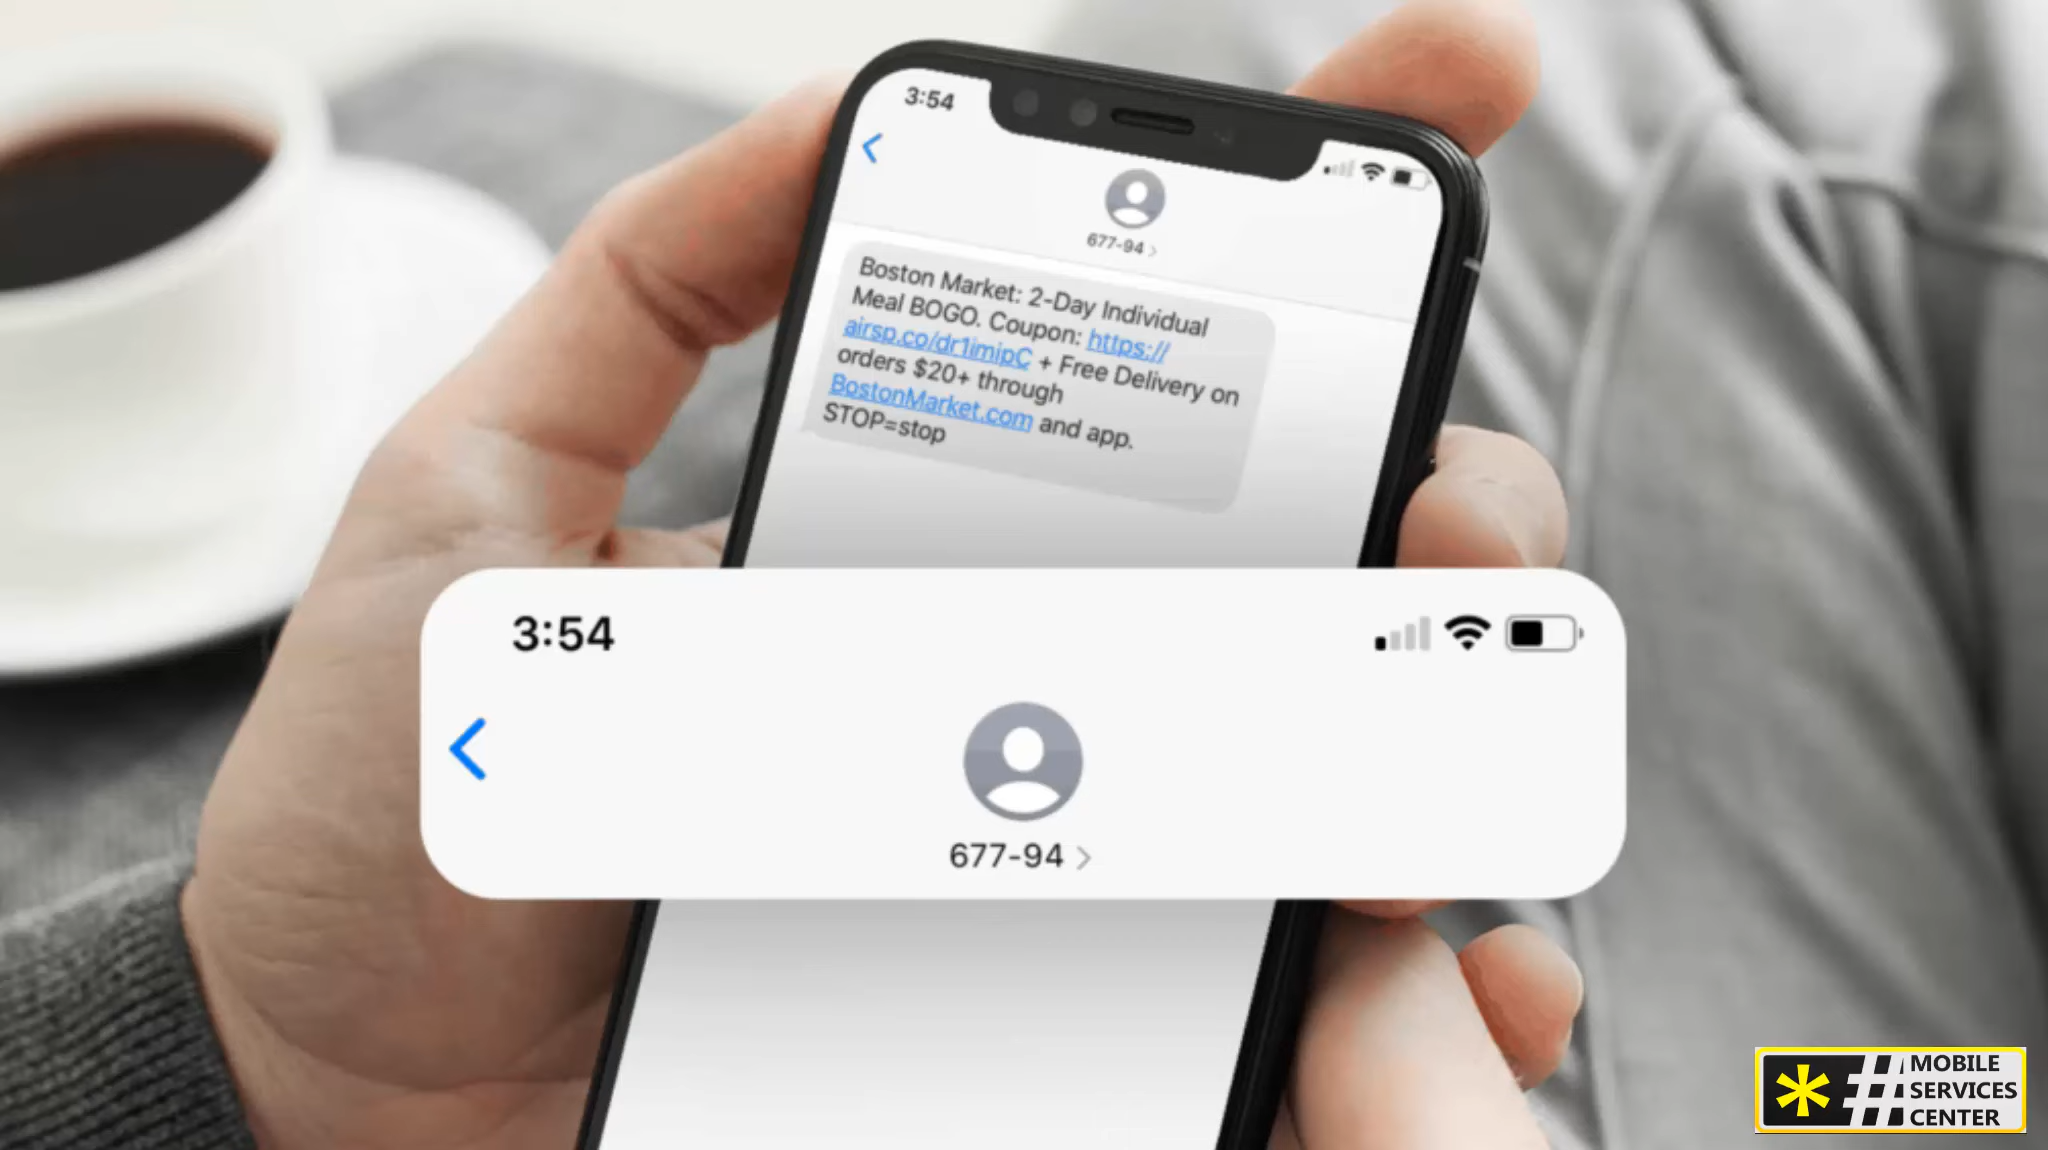 3:54
677-94 >
Boston Market: 2-Day Individual
Meal BOGO. Coupon: https://
airsp.co/dr1imipC + Free Delivery on
orders $20+ through
BostonMarket.com and app.
STOP=stop
3:54
677-94 >
*# MOBILE
SERVICES
CENTER